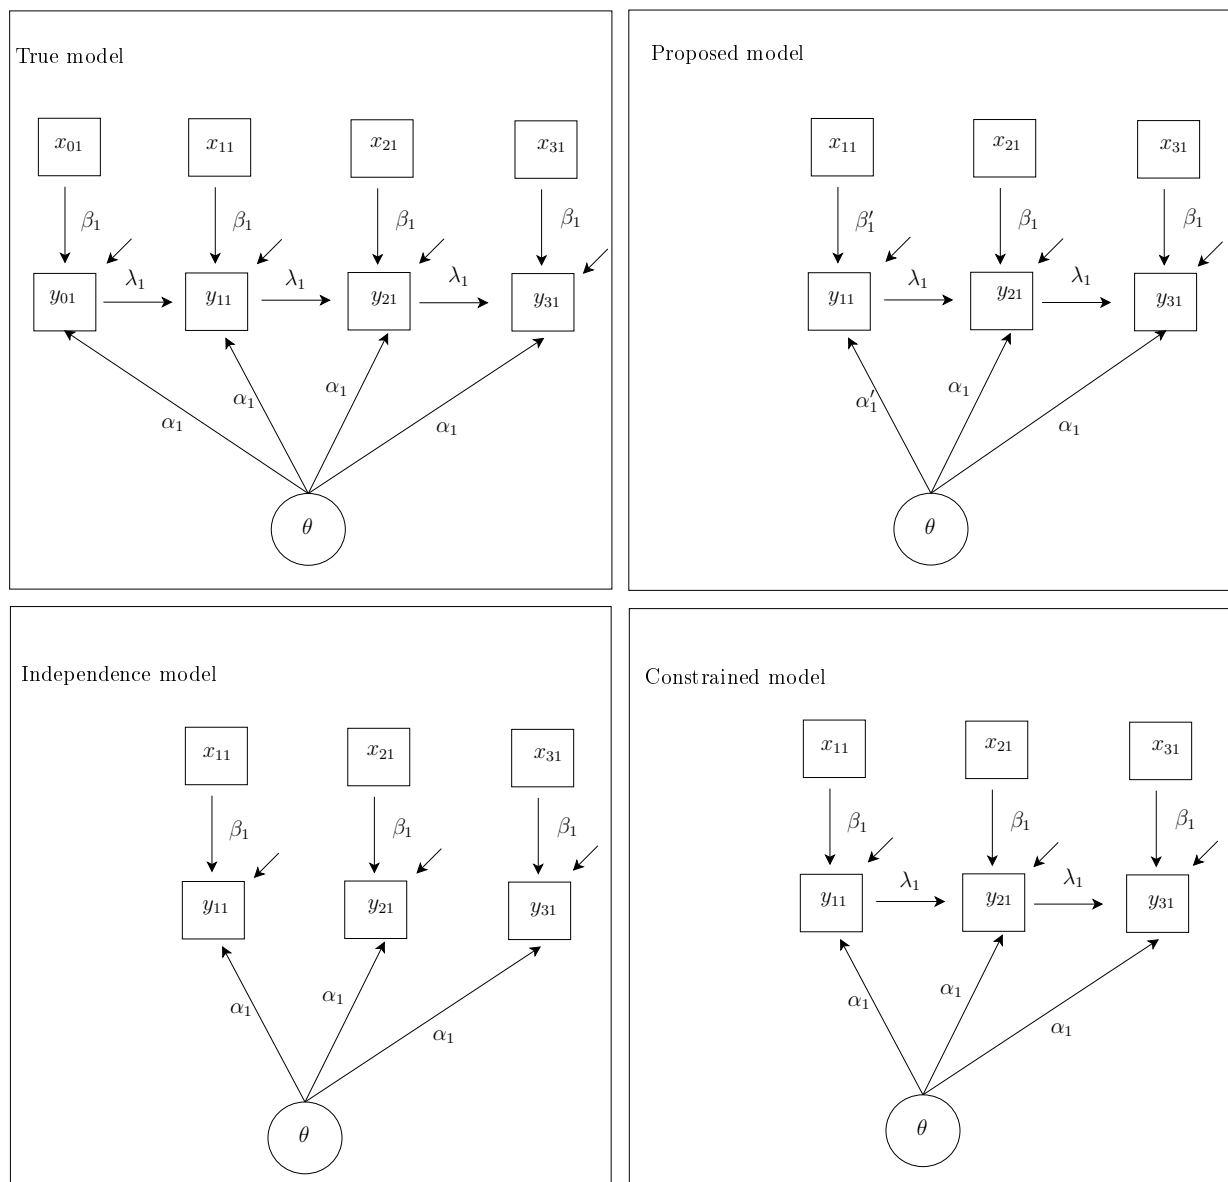 True model
x₀₁ x₁₁ x₂₁ x₃₁
β₁ β₁ β₁ β₁
λ₁ λ₁ λ₁
y₀₁ y₁₁ y₂₁ y₃₁
α₁ α₁ α₁ α₁
θ
Proposed model
x₁₁ x₂₁ x₃₁
β′₁ β₁ β₁
λ₁ λ₁
y₁₁ y₂₁ y₃₁
α′₁ α₁ α₁
θ
Independence model
x₁₁ x₂₁ x₃₁
β₁ β₁ β₁
y₁₁ y₂₁ y₃₁
α₁ α₁ α₁
θ
Constrained model
x₁₁ x₂₁ x₃₁
β₁ β₁ β₁
λ₁ λ₁
y₁₁ y₂₁ y₃₁
α₁ α₁ α₁
θ